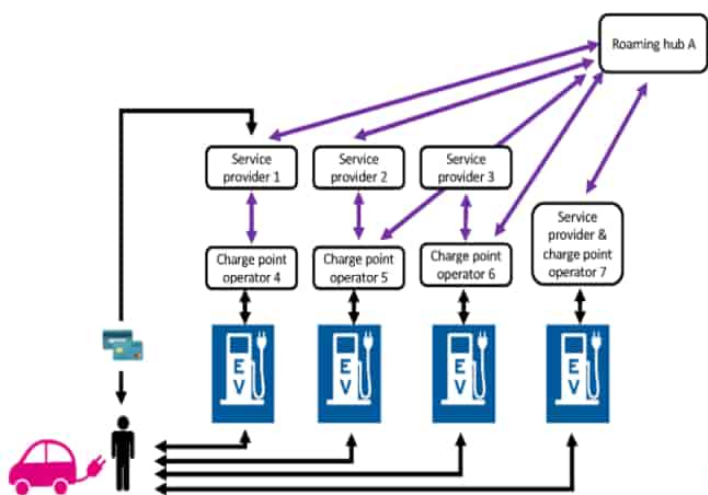 Roaming hub A
Service
provider 1
Service
provider 2
Service
provider 3
Service
provider &
charge point
operator 7
Charge point
operator 4
Charge point
operator 5
Charge point
operator 6
E
V
E
V
E
V
E
V